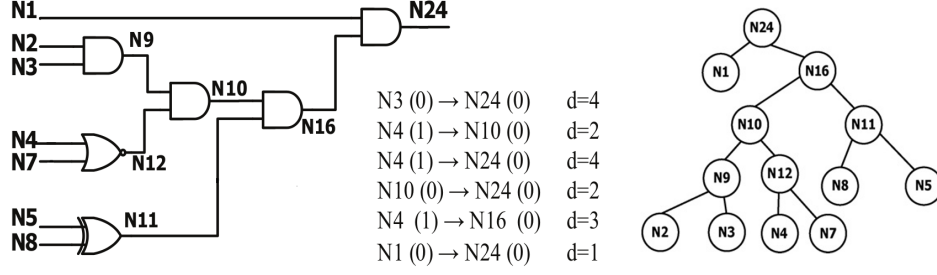 N1
N24
N2
N3
N9
N10
N16
N4
N7
N12
N5
N8
N11
N3 (0) → N24 (0) d=4
N4 (1) → N10 (0) d=2
N4 (1) → N24 (0) d=4
N10 (0) → N24 (0) d=2
N4 (1) → N16 (0) d=3
N1 (0) → N24 (0) d=1
N24
N1
N16
N10
N11
N9
N12
N8
N5
N2
N3
N4
N7